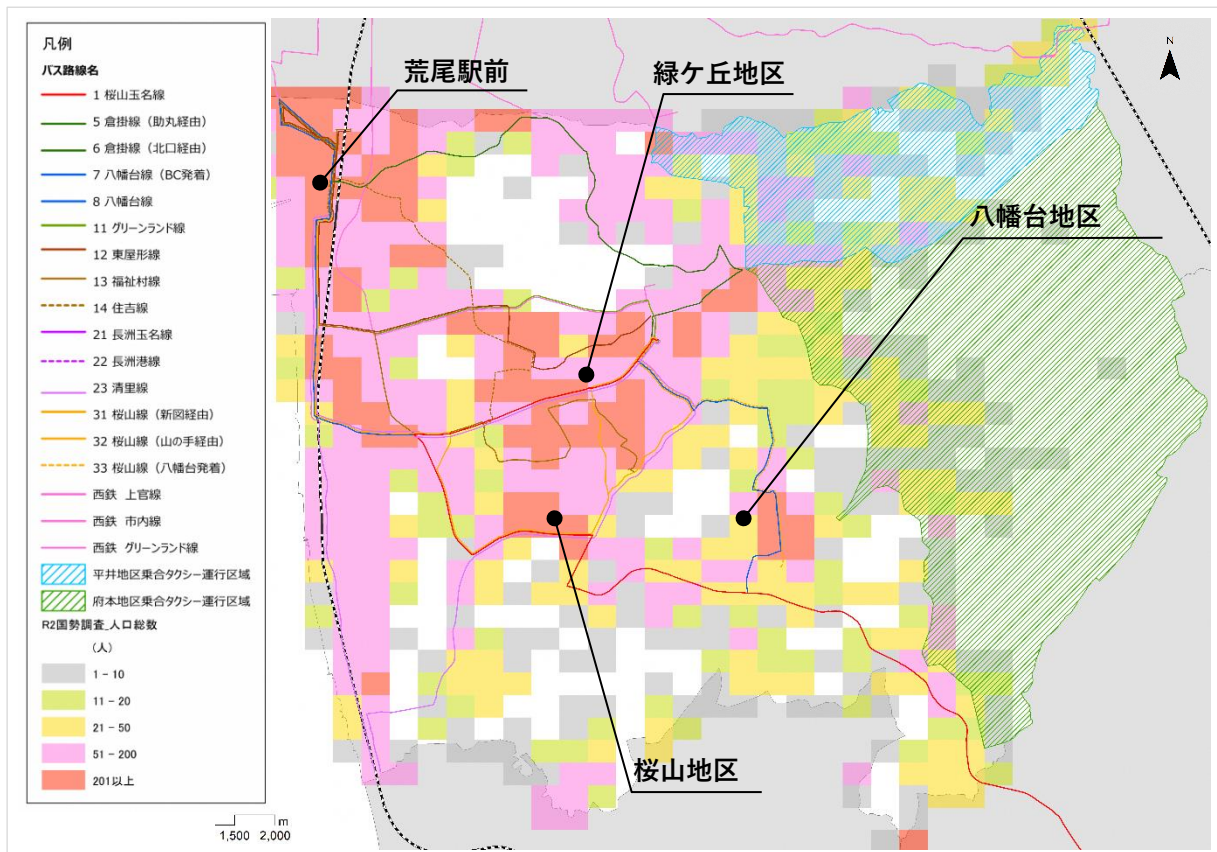 凡例
バス路線名
1 桜山玉名線
5 倉掛線（助丸経由）
6 倉掛線（北口経由）
7 八幡台線（BC発着）
8 八幡台線
11 グリーンランド線
12 東屋形線
13 福祉村線
14 住吉線
21 長洲玉名線
22 長洲港線
23 清里線
31 桜山線（新図経由）
32 桜山線（山の手経由）
33 桜山線（八幡台発着）
西鉄 上官線
西鉄 市内線
西鉄 グリーンランド線
平井地区乗合タクシー運行区域
府本地区乗合タクシー運行区域
R2国勢調査_人口総数
（人）
1 - 10
11 - 20
21 - 50
51 - 200
201以上
荒尾駅前
緑ケ丘地区
八幡台地区
桜山地区
N
m
1,500 2,000